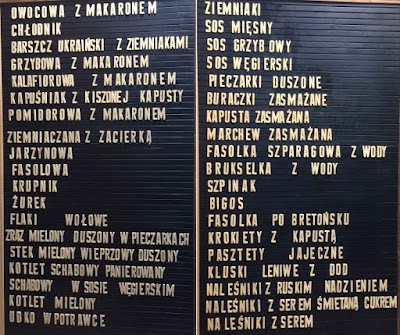 OWOCOWA Z MAKARONEM
CHŁODNIK
BARSZCZ UKRAIŃSKI Z ZIEMNIAKAMI
GRZYBOWA Z MAKARONEM
KALAFIOROWA Z MAKARONEM
KAPUŚNIAK Z KISZONEJ KAPUSTY
POMIDOROWA Z MAKARONEM
ZIEMNIACZANA Z ZACIERKĄ
JARZYNOWA
FASOLOWA
KRUPNIK
ŻUREK
FLAKI WOŁOWE
ZRAZ MIELONY DUSZONY W PIECZARKACH
STEK MIELONY WIEPRZOWY DUSZONY
KOTLET SCHABOWY PANIEROWANY
SCHABOWY W SOSIE WĘGIERSKIM
KOTLET MIELONY
UDKO W POTRAWCE
ZIEMNIAKI
SOS MIĘSNY
SOS GRZYBOWY
SOS WĘGIERSKI
PIECZARKI DUSZONE
BURACZKI ZASMAŻANE
KAPUSTA ZASMAŻANA
MARCHEW ZASMAŻANA
FASOLKA SZPARAGOWA Z WODY
BRUKSELKA Z WODY
SZPINAK
BIGOS
FASOLKA PO BRETOŃSKU
KROKIETY Z KAPUSTĄ
PASZTETY JAJECZNE
KLUSKI LENIWE Z DOD
NALEŚNIKI Z RUSKIM NADZIENIEM
NALEŚNIKI Z SEREM ŚMIETANĄ CUKREM
NALEŚNIKI Z SEREM